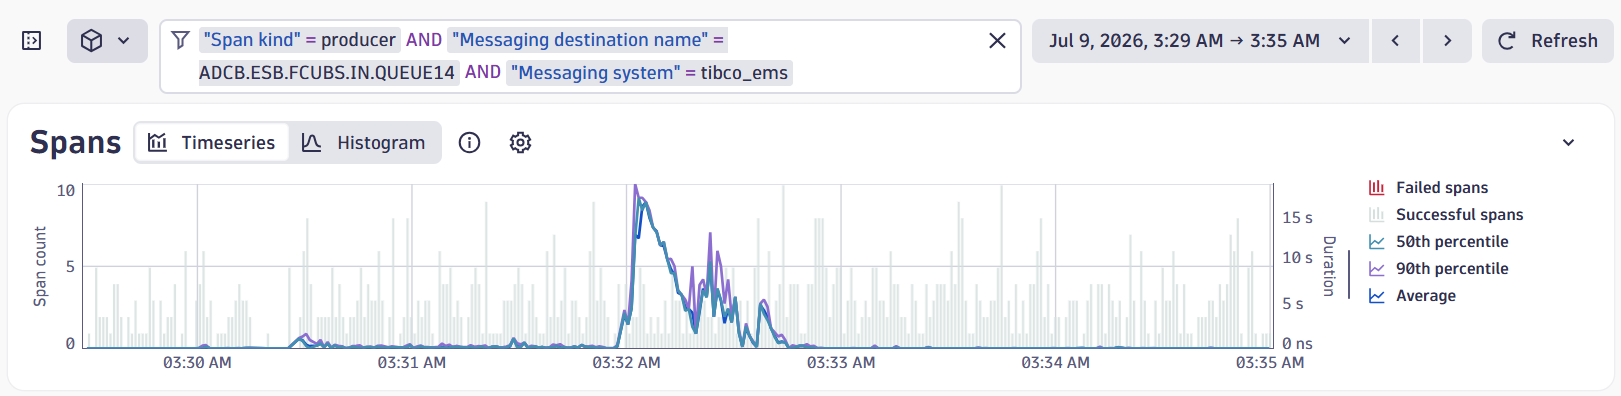 "Span kind" = producer AND "Messaging destination name" =
ADCB.ESB.FCUBS.IN.QUEUE14 AND "Messaging system" = tibco_ems
Jul 9, 2026, 3:29 AM → 3:35 AM
Refresh
Spans
Timeseries
Histogram
10
5
0
Span count
15 s
10 s
5 s
0 ns
Duration
03:30 AM
03:31 AM
03:32 AM
03:33 AM
03:34 AM
03:35 AM
Failed spans
Successful spans
50th percentile
90th percentile
Average